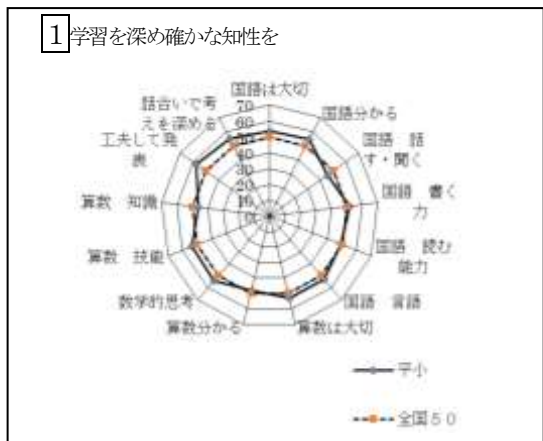 1 学習を深め確かな知性を
国語は大切
国語分かる
国語 話
す・聞く
国語 書く
力
国語 読む
能力
国語 言語
算数は大切
算数分かる
数学的思考
算数 技能
算数 知識
工夫して発
表
話合いで考
えを深める
70
60
50
40
30
20
10
0
平小
全国50